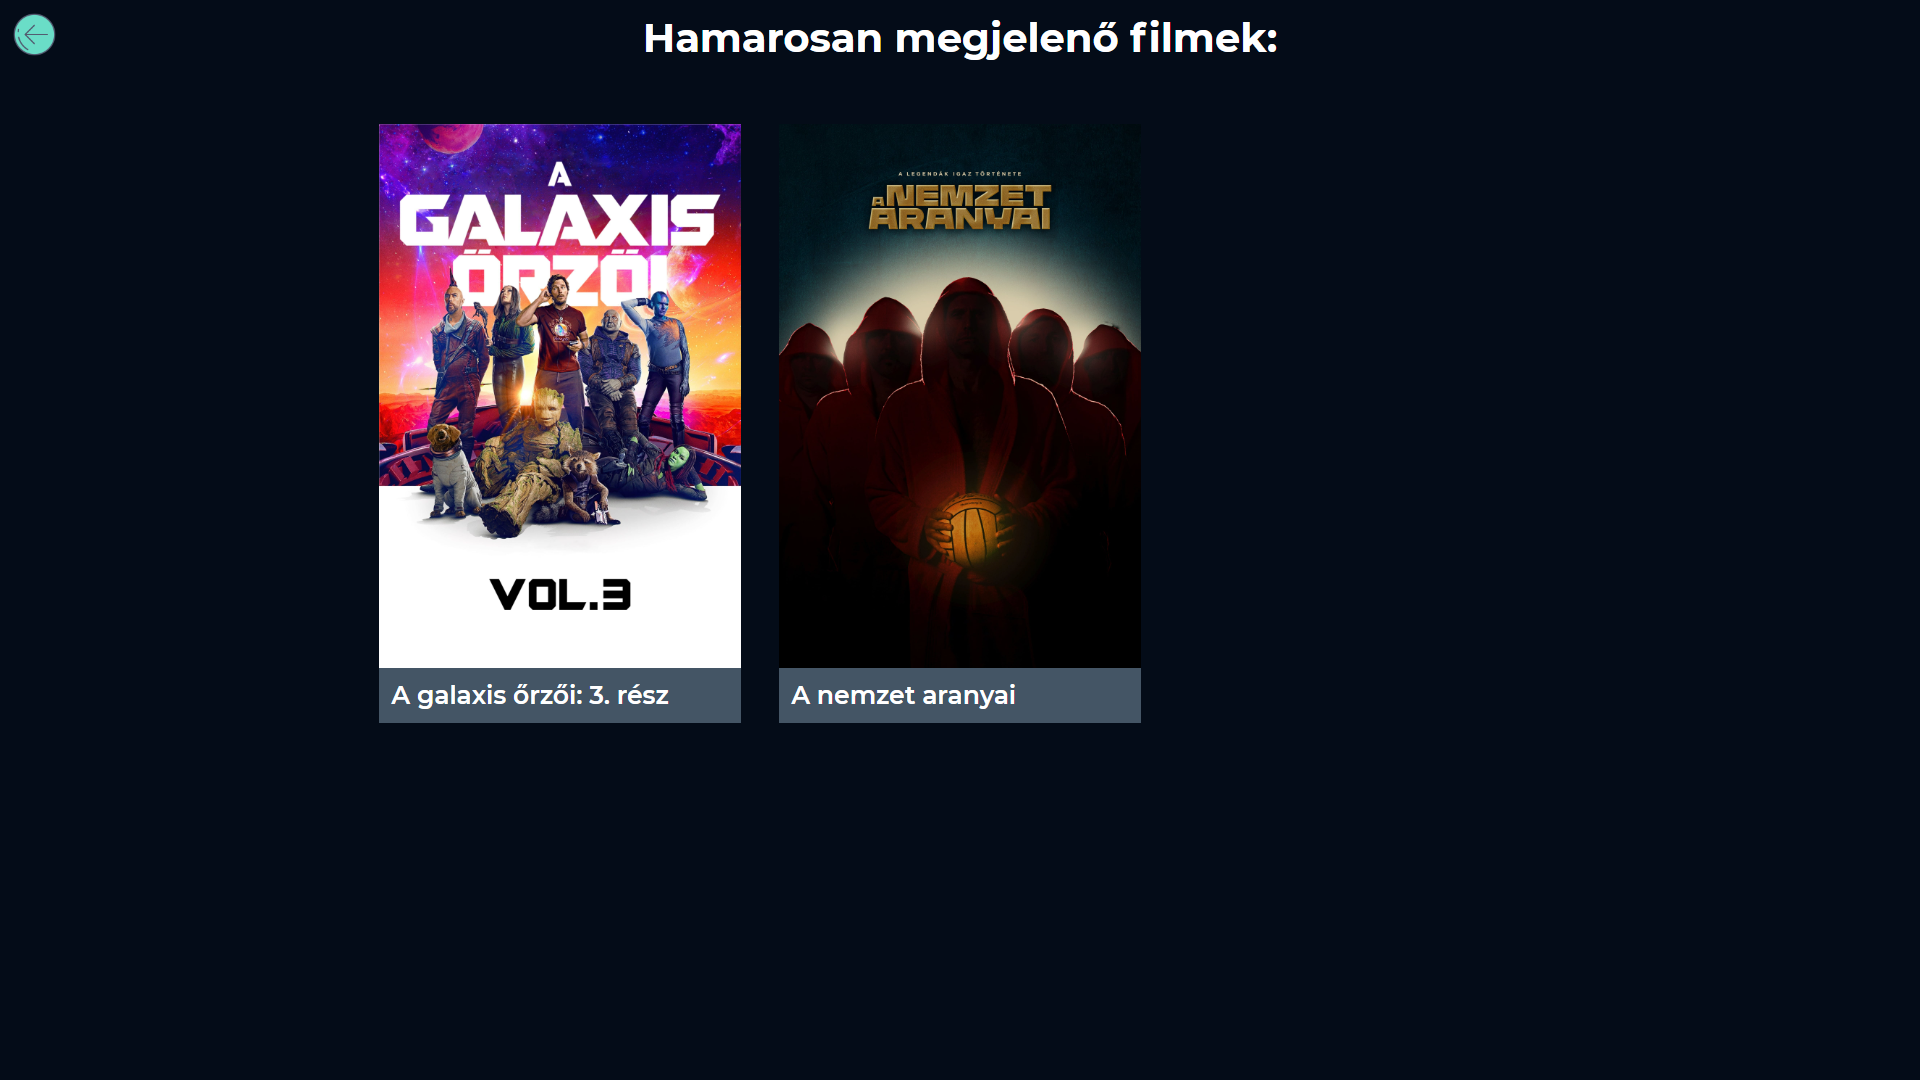 Hamarosan megjelenő filmek:
A
GALAXIS
ŐRZŐI
VOL.3
A galaxis őrzői: 3. rész
A LEGENDÁK IGAZ TÖRTÉNETE
A NEMZET
ARANYAI
A nemzet aranyai